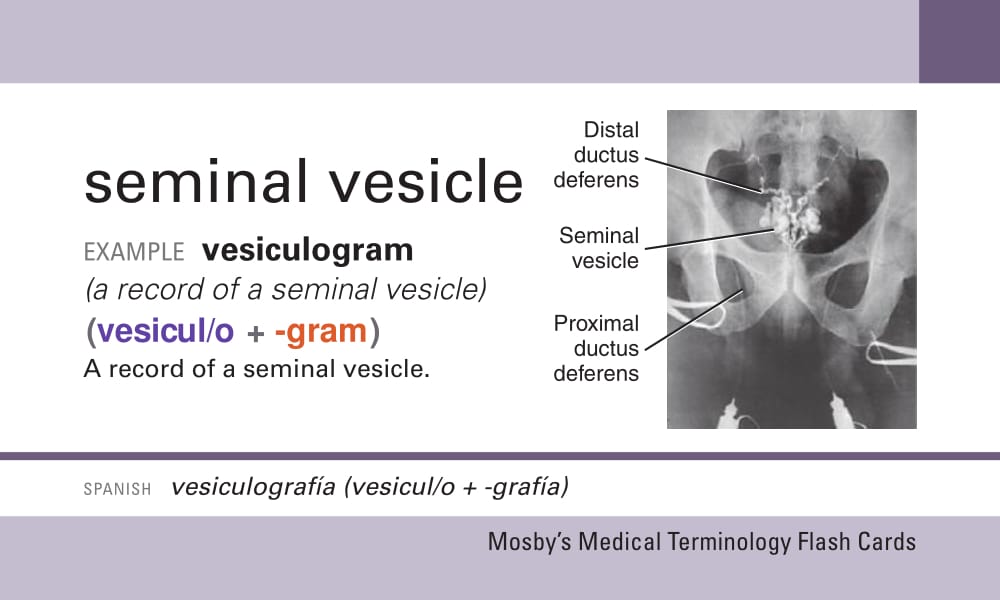 seminal vesicle
EXAMPLE vesiculogram
(a record of a seminal vesicle)
(vesicul/o + -gram)
A record of a seminal vesicle.
Distal
ductus
deferens
Seminal
vesicle
Proximal
ductus
deferens
SPANISH vesiculografía (vesicul/o + -grafía)
Mosby's Medical Terminology Flash Cards